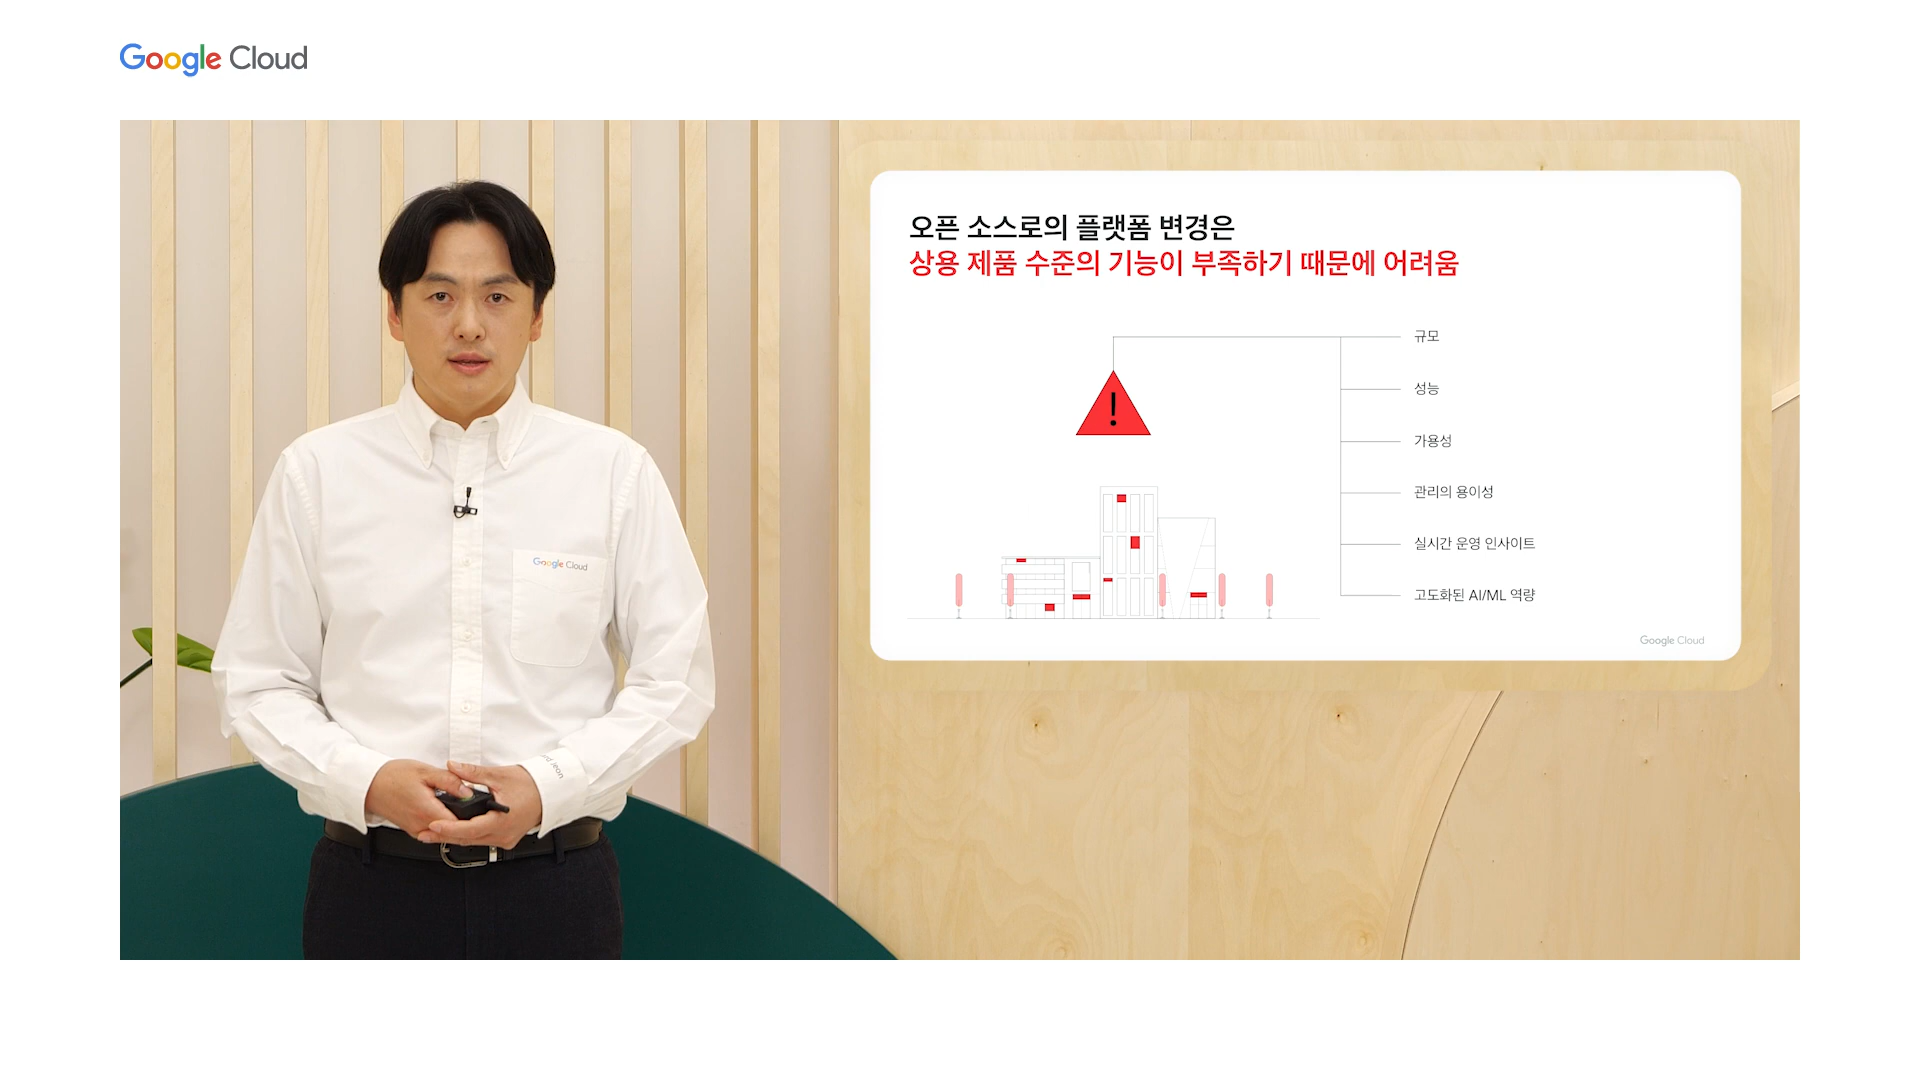 Google Cloud
오픈 소스로의 플랫폼 변경은
상용 제품 수준의 기능이 부족하기 때문에 어려움
규모
성능
가용성
관리의 용이성
실시간 운영 인사이트
고도화된 AI/ML 역량
Google Cloud
Google Cloud